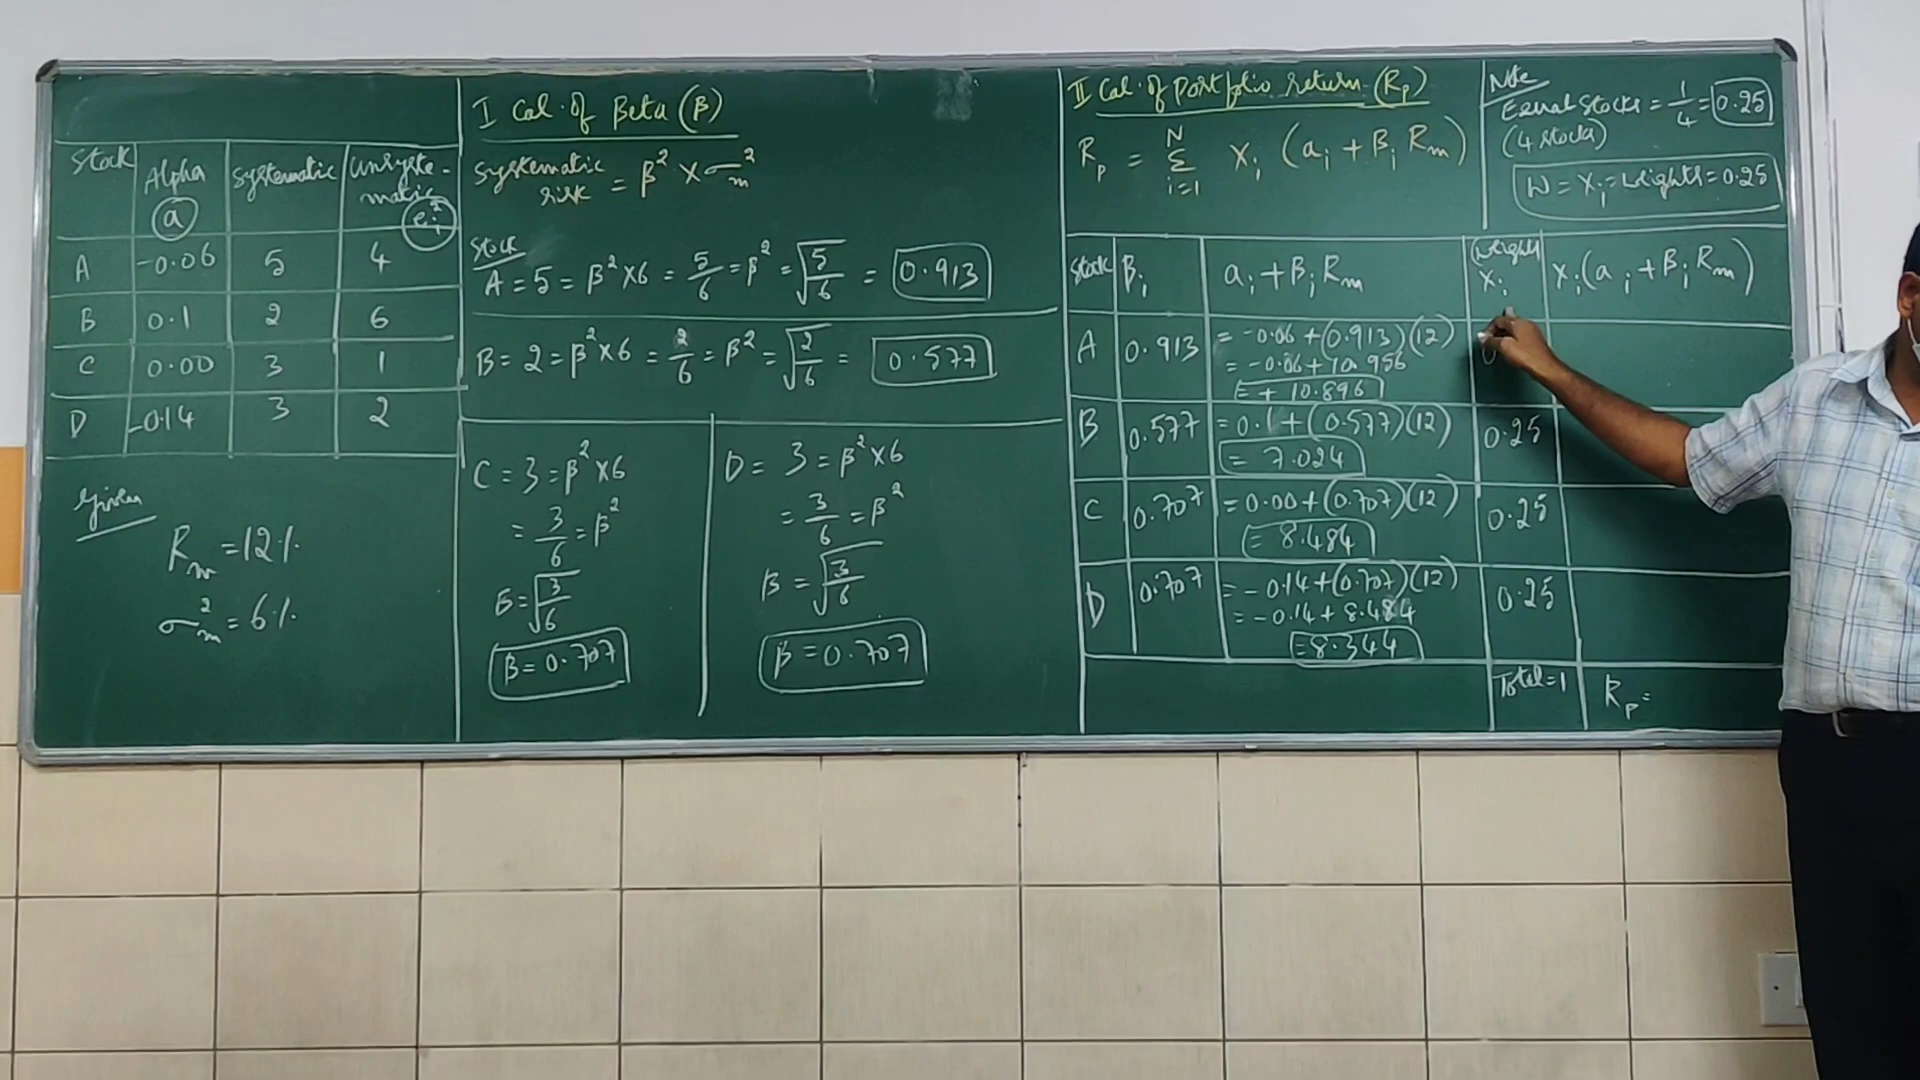 Stock | Alpha (a) | Systematic | Unsyste-matic (eᵢ²)
A | -0.06 | 5 | 4
B | 0.1 | 2 | 6
C | 0.00 | 3 | 1
D | -0.14 | 3 | 2
Given
Rm = 12%
σ²m = 6%
I Cal. of Beta (β)
Systematic risk = β² × σ²m
Stock
A = 5 = β² × 6 = 5/6 = β² = √5/6 = 0.913
B = 2 = β² × 6 = 2/6 = β² = √2/6 = 0.577
C = 3 = β² × 6
= 3/6 = β²
β = √3/6
β = 0.707
D = 3 = β² × 6
= 3/6 = β²
β = √3/6
β = 0.707
II Cal. of Portfolio return (Rp)
Rp = Σ N i=1 Xi (ai + βi Rm)
Note
Equal Stocks = 1/4 = 0.25
(4 stocks)
W = Xi = weights = 0.25
Stock | βi | ai + βi Rm | (weights) Xi | Xi (ai + βi Rm)
A | 0.913 | = -0.06 + (0.913)(12) | 0
= -0.06 + 10.956
= + 10.896
B | 0.577 | = 0.1 + (0.577)(12) | 0.25
= 7.024
C | 0.707 | = 0.00 + (0.707)(12) | 0.25
= 8.484
D | 0.707 | = -0.14 + (0.707)(12) | 0.25
= -0.14 + 8.484
= 8.344
Total = 1 | Rp =